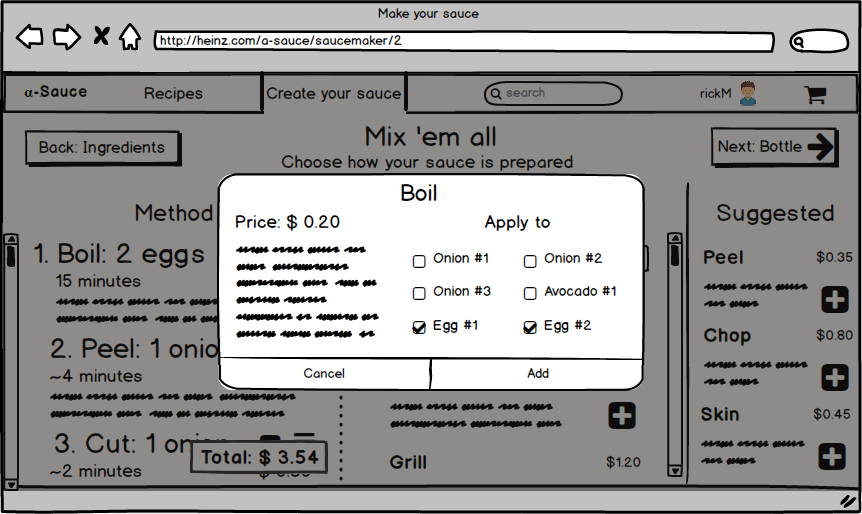 Make your sauce
http://heinz.com/a-sauce/saucemaker/2
α-Sauce
Recipes
Create your sauce
search
rickM
Back: Ingredients
Mix 'em all
Choose how your sauce is prepared
Next: Bottle
Method
1. Boil: 2 eggs
15 minutes
2. Peel: 1 onio
~4 minutes
3. Cut: 1 onion
~2 minutes
Total: $ 3.54
Boil
Price: $ 0.20
Apply to
Onion #1
Onion #2
Onion #3
Avocado #1
Egg #1
Egg #2
Cancel
Add
Grill
$1.20
Suggested
Peel
$0.35
Chop
$0.80
Skin
$0.45